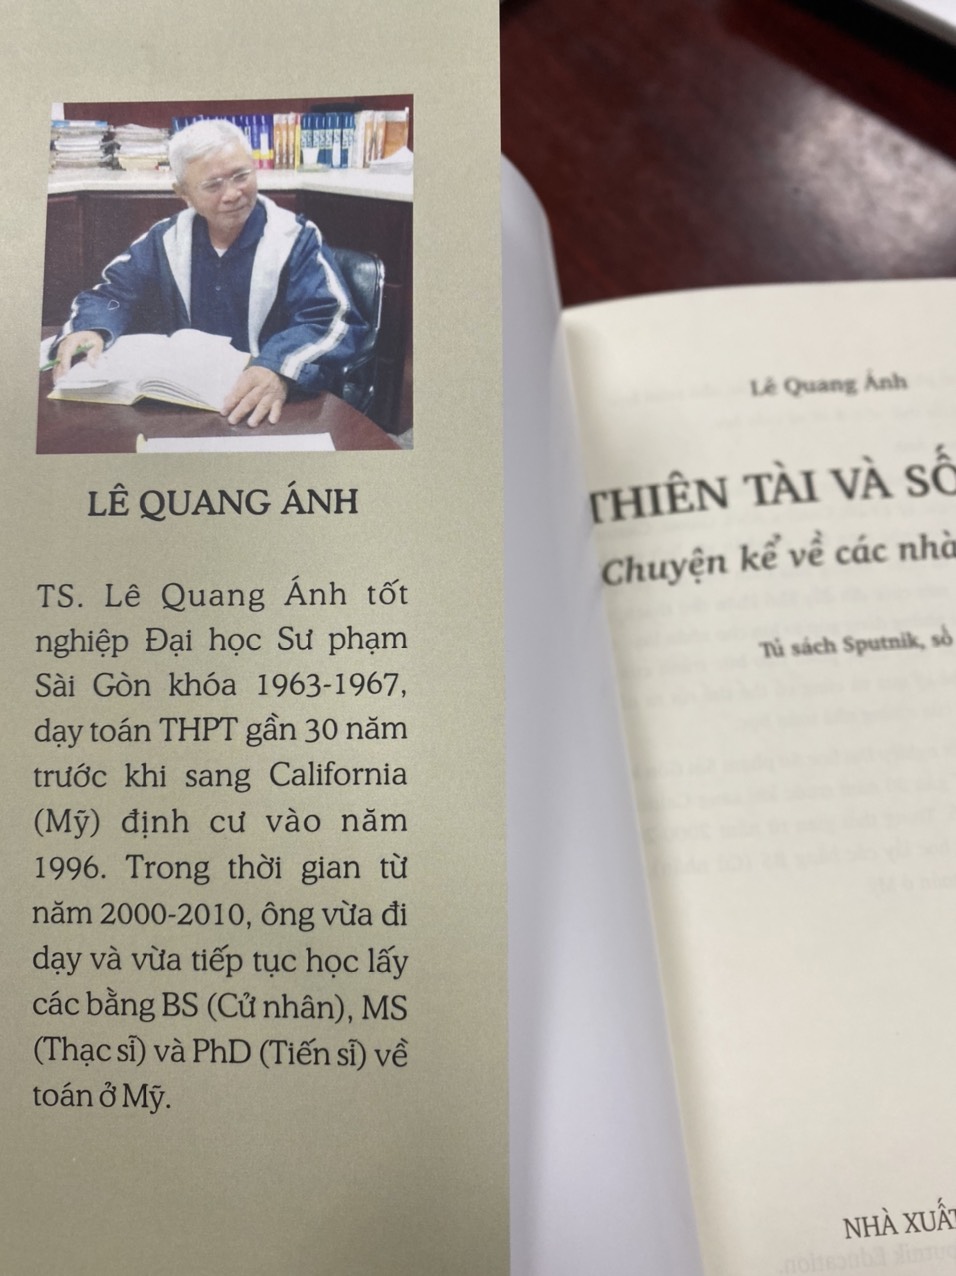 LÊ QUANG ÁNH
TS. Lê Quang Ánh tốt
nghiệp Đại học Sư phạm
Sài Gòn khóa 1963-1967,
dạy toán THPT gần 30 năm
trước khi sang California
(Mỹ) định cư vào năm
1996. Trong thời gian từ
năm 2000-2010, ông vừa đi
dạy và vừa tiếp tục học lấy
các bằng BS (Cử nhân), MS
(Thạc sĩ) và PhD (Tiến sĩ) về
toán ở Mỹ.
Lê Quang Ánh
THIÊN TÀI VÀ SỐ
Chuyện kể về các nhà
Tủ sách Sputnik, số
NHÀ XUẤT